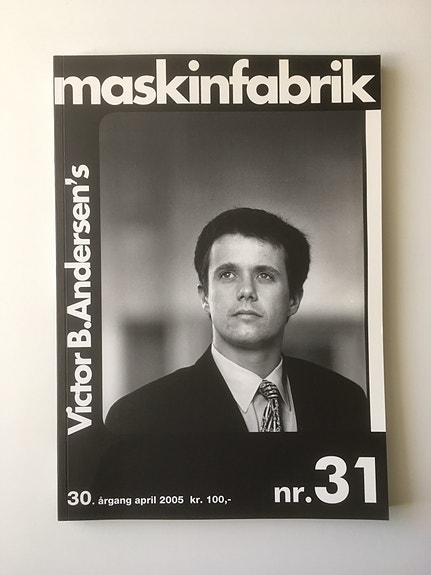 maskinfabrik
Victor B.Andersen's
30. årgang april 2005 kr. 100,-
nr.31